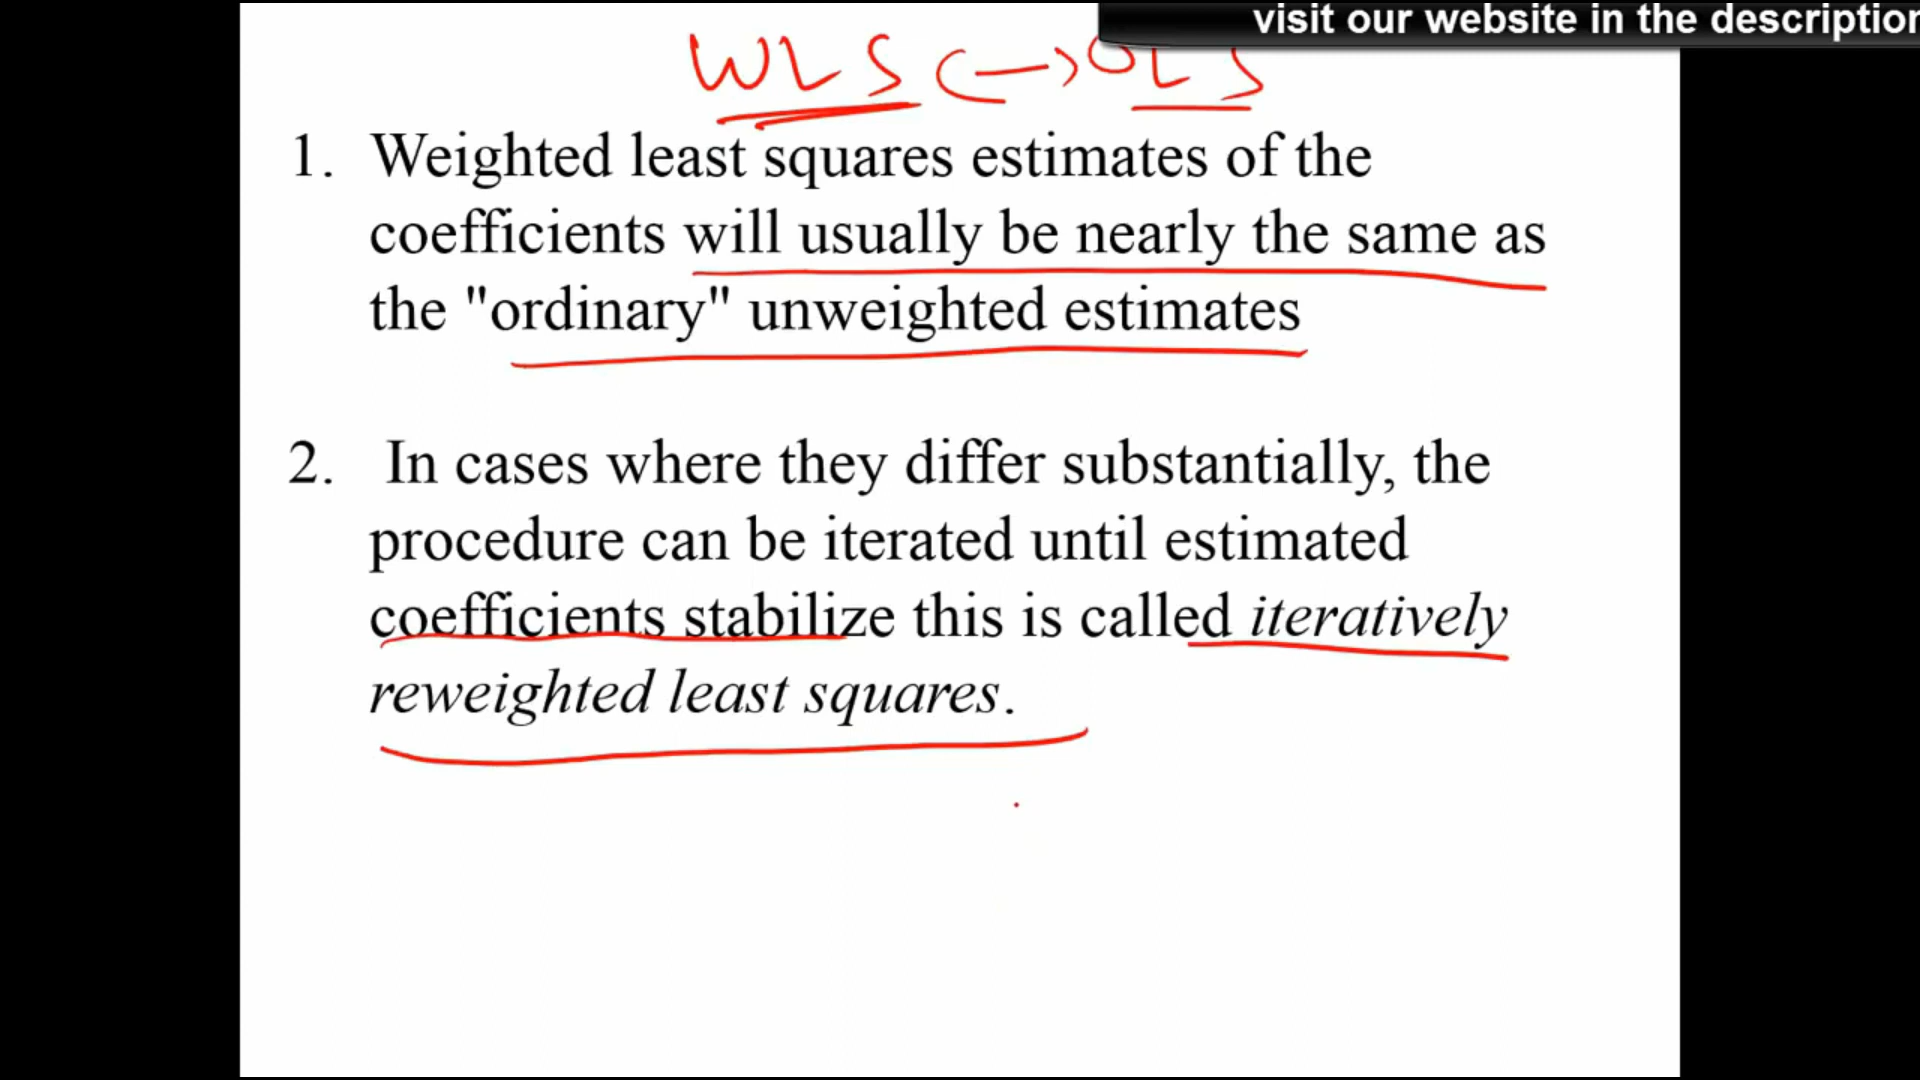 visit our website in the description
WLS ↔ OLS
1. Weighted least squares estimates of the
coefficients will usually be nearly the same as
the "ordinary" unweighted estimates
2. In cases where they differ substantially, the
procedure can be iterated until estimated
coefficients stabilize this is called iteratively
reweighted least squares.